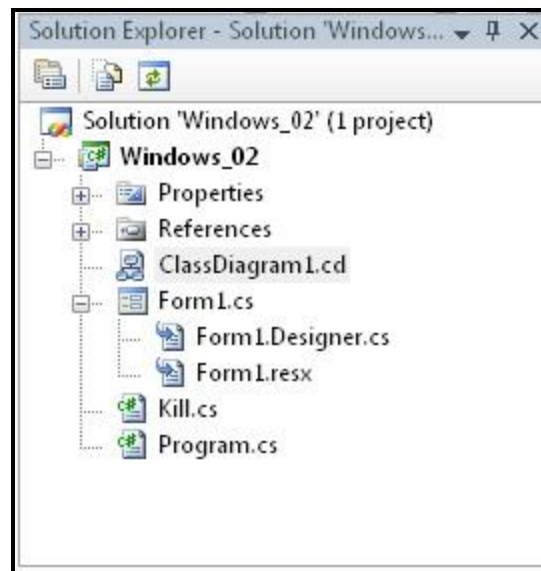 Solution Explorer - Solution 'Windows...
Solution 'Windows_02' (1 project)
Windows_02
Properties
References
ClassDiagram1.cd
Form1.cs
Form1.Designer.cs
Form1.resx
Kill.cs
Program.cs